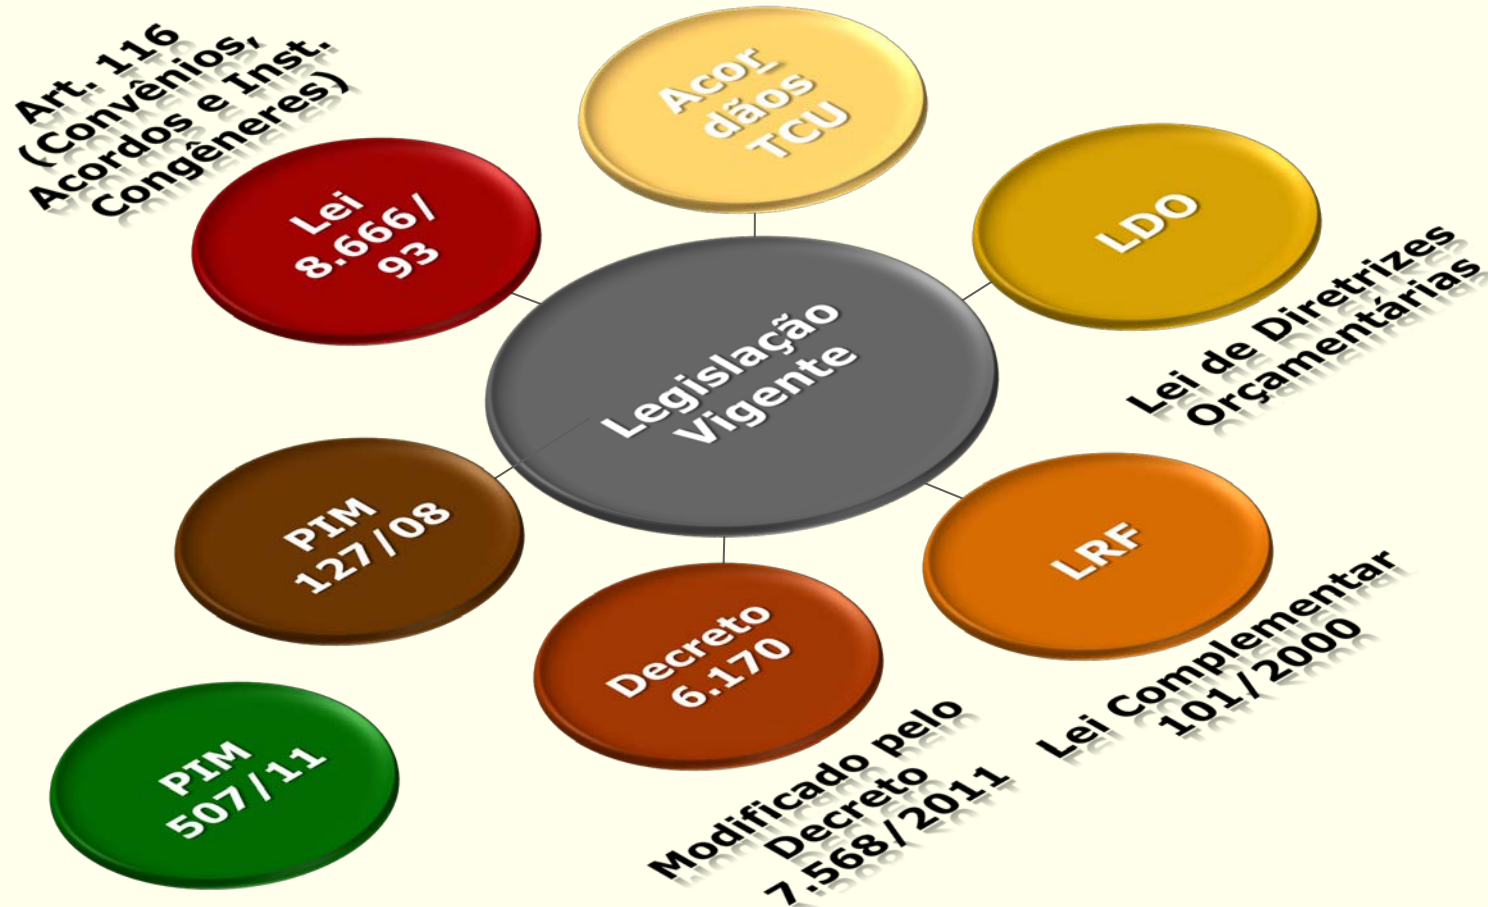 Art. 116
(Convênios,
Acordos e Inst.
Congêneres)
Acor
dãos
TCU
Lei
8.666/
93
LDO
Lei de Diretrizes
Orçamentárias
Legislação
Vigente
PIM
127/08
LRF
Lei Complementar
101/2000
Decreto
6.170
Modificado pelo
Decreto
7.568/2011
PIM
507/11